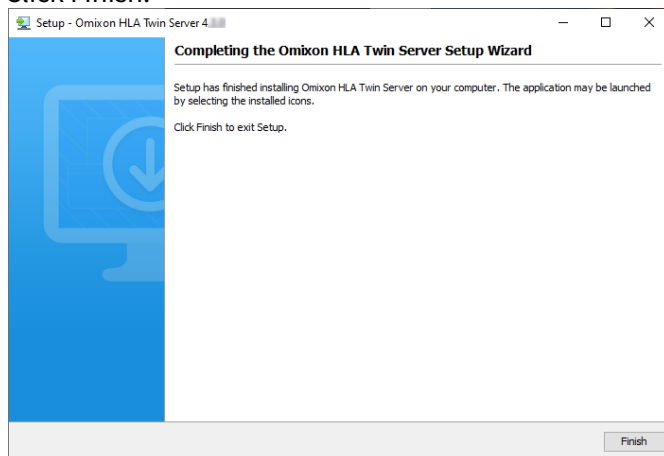 Click Finish.
Setup - Omixon HLA Twin Server 4.
Completing the Omixon HLA Twin Server Setup Wizard
Setup has finished installing Omixon HLA Twin Server on your computer. The application may be launched
by selecting the installed icons.
Click Finish to exit Setup.
Finish